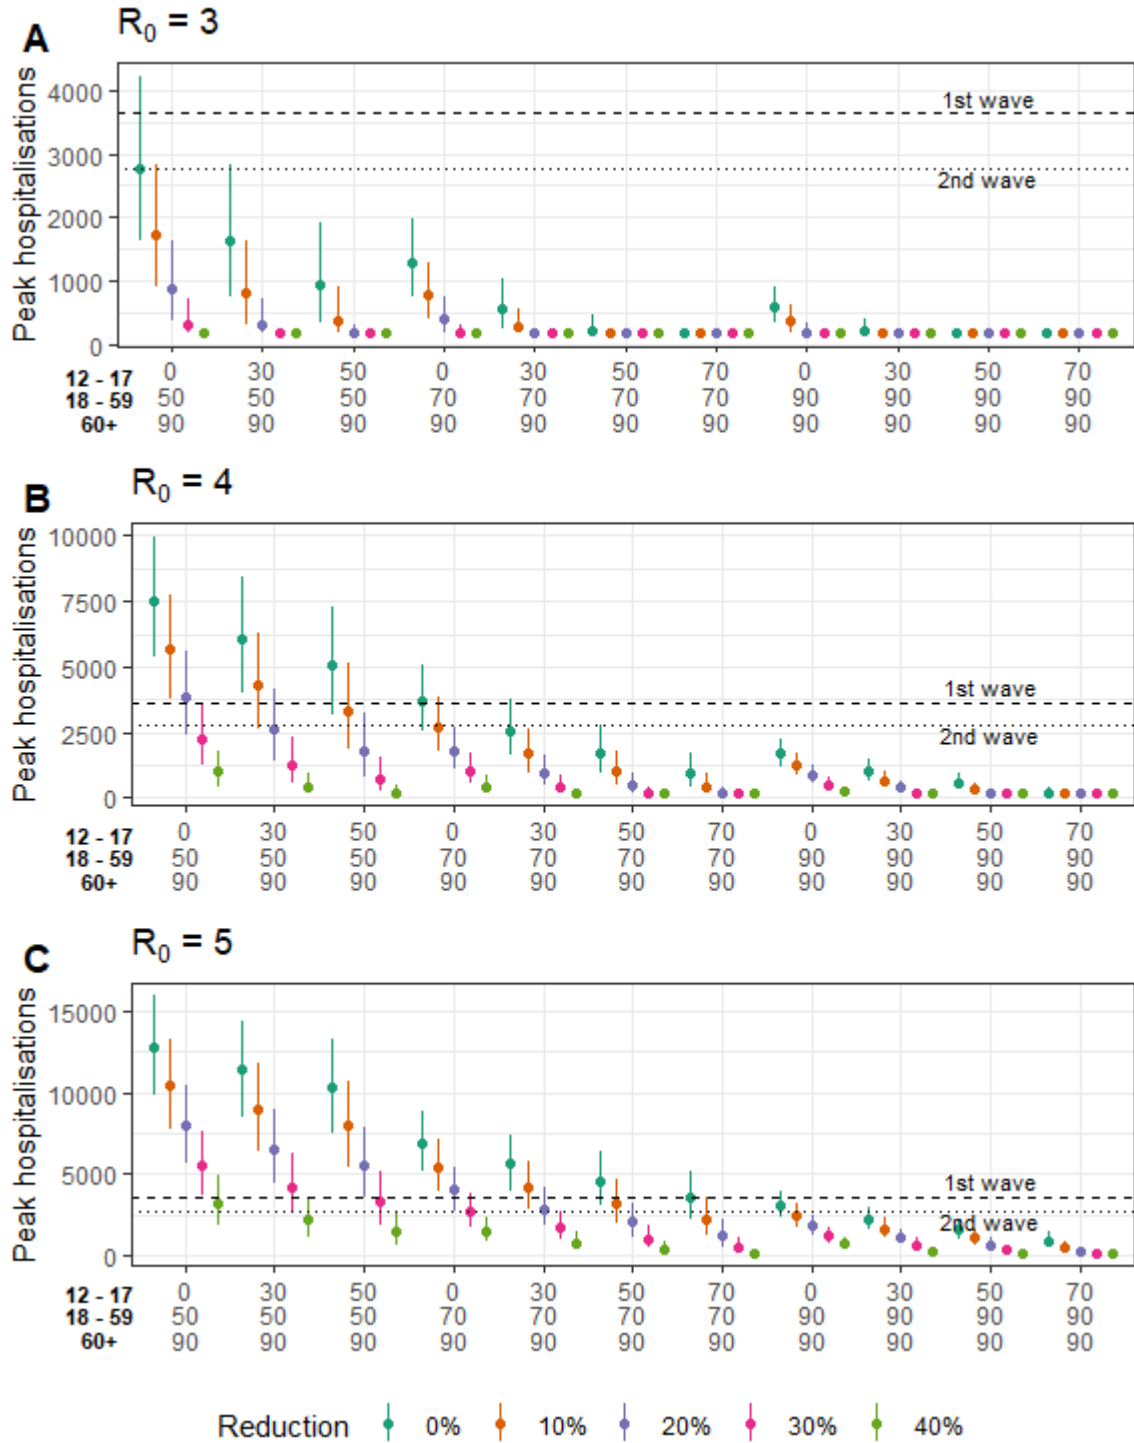 A
R0 = 3
Peak hospitalisations
4000
3000
2000
1000
0
1st wave
2nd wave
12 - 17 0 30 50 0 30 50 70 0 30 50 70
18 - 59 50 50 50 70 70 70 70 90 90 90 90
60+ 90 90 90 90 90 90 90 90 90 90 90
B
R0 = 4
Peak hospitalisations
10000
7500
5000
2500
0
1st wave
2nd wave
12 - 17 0 30 50 0 30 50 70 0 30 50 70
18 - 59 50 50 50 70 70 70 70 90 90 90 90
60+ 90 90 90 90 90 90 90 90 90 90 90
C
R0 = 5
Peak hospitalisations
15000
10000
5000
0
1st wave
2nd wave
12 - 17 0 30 50 0 30 50 70 0 30 50 70
18 - 59 50 50 50 70 70 70 70 90 90 90 90
60+ 90 90 90 90 90 90 90 90 90 90 90
Reduction 0% 10% 20% 30% 40%